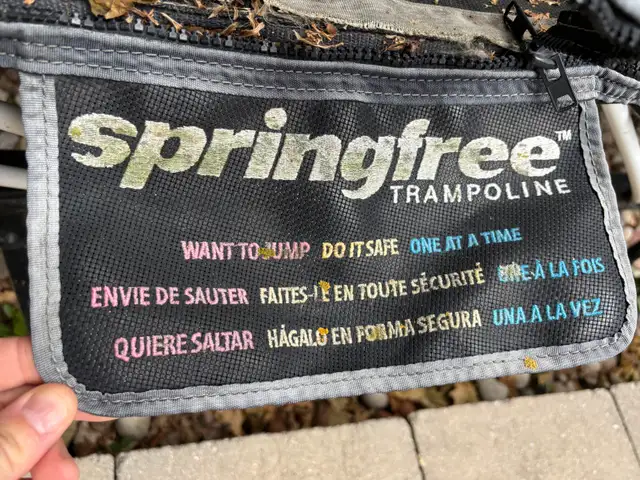 springfree™
TRAMPOLINE
WANT TO JUMP DO IT SAFE ONE AT A TIME
ENVIE DE SAUTER FAITES-LE EN TOUTE SÉCURITÉ UNE À LA FOIS
QUIERE SALTAR HÁGALO EN FORMA SEGURA UNA A LA VEZ